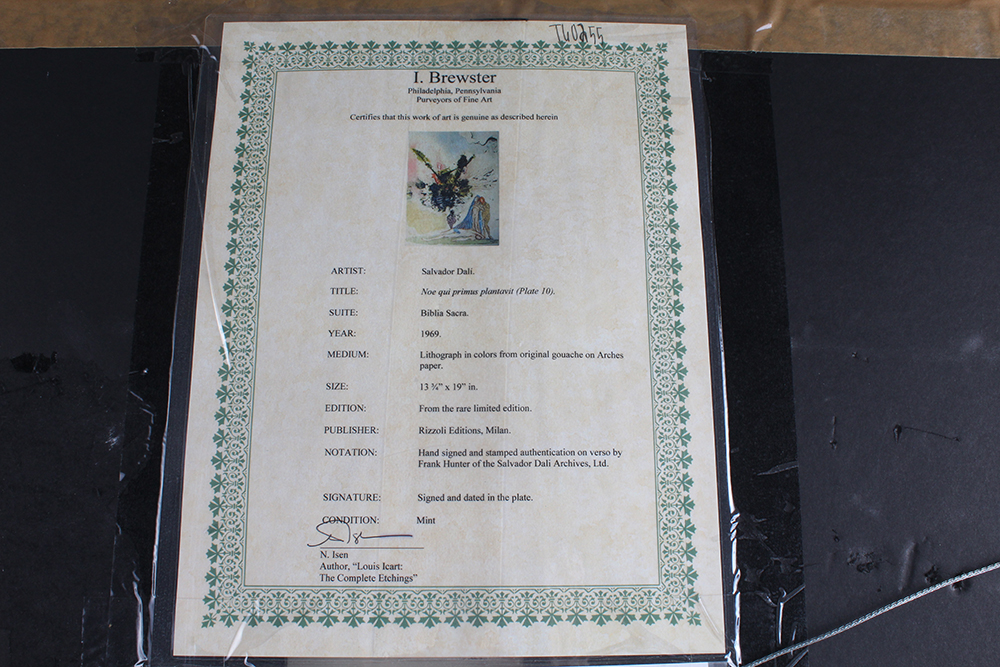 T60255
I. Brewster
Philadelphia, Pennsylvania
Purveyors of Fine Art
Certifies that this work of art is genuine as described herein
ARTIST: Salvador Dali.
TITLE: Noe qui primus plantavit (Plate 10).
SUITE: Biblia Sacra.
YEAR: 1969.
MEDIUM: Lithograph in colors from original gouache on Arches
paper.
SIZE: 13 ¾” x 19” in.
EDITION: From the rare limited edition.
PUBLISHER: Rizzoli Editions, Milan.
NOTATION: Hand signed and stamped authentication on verso by
Frank Hunter of the Salvador Dali Archives, Ltd.
SIGNATURE: Signed and dated in the plate.
CONDITION: Mint
N. Isen
Author, “Louis Icart:
The Complete Etchings”